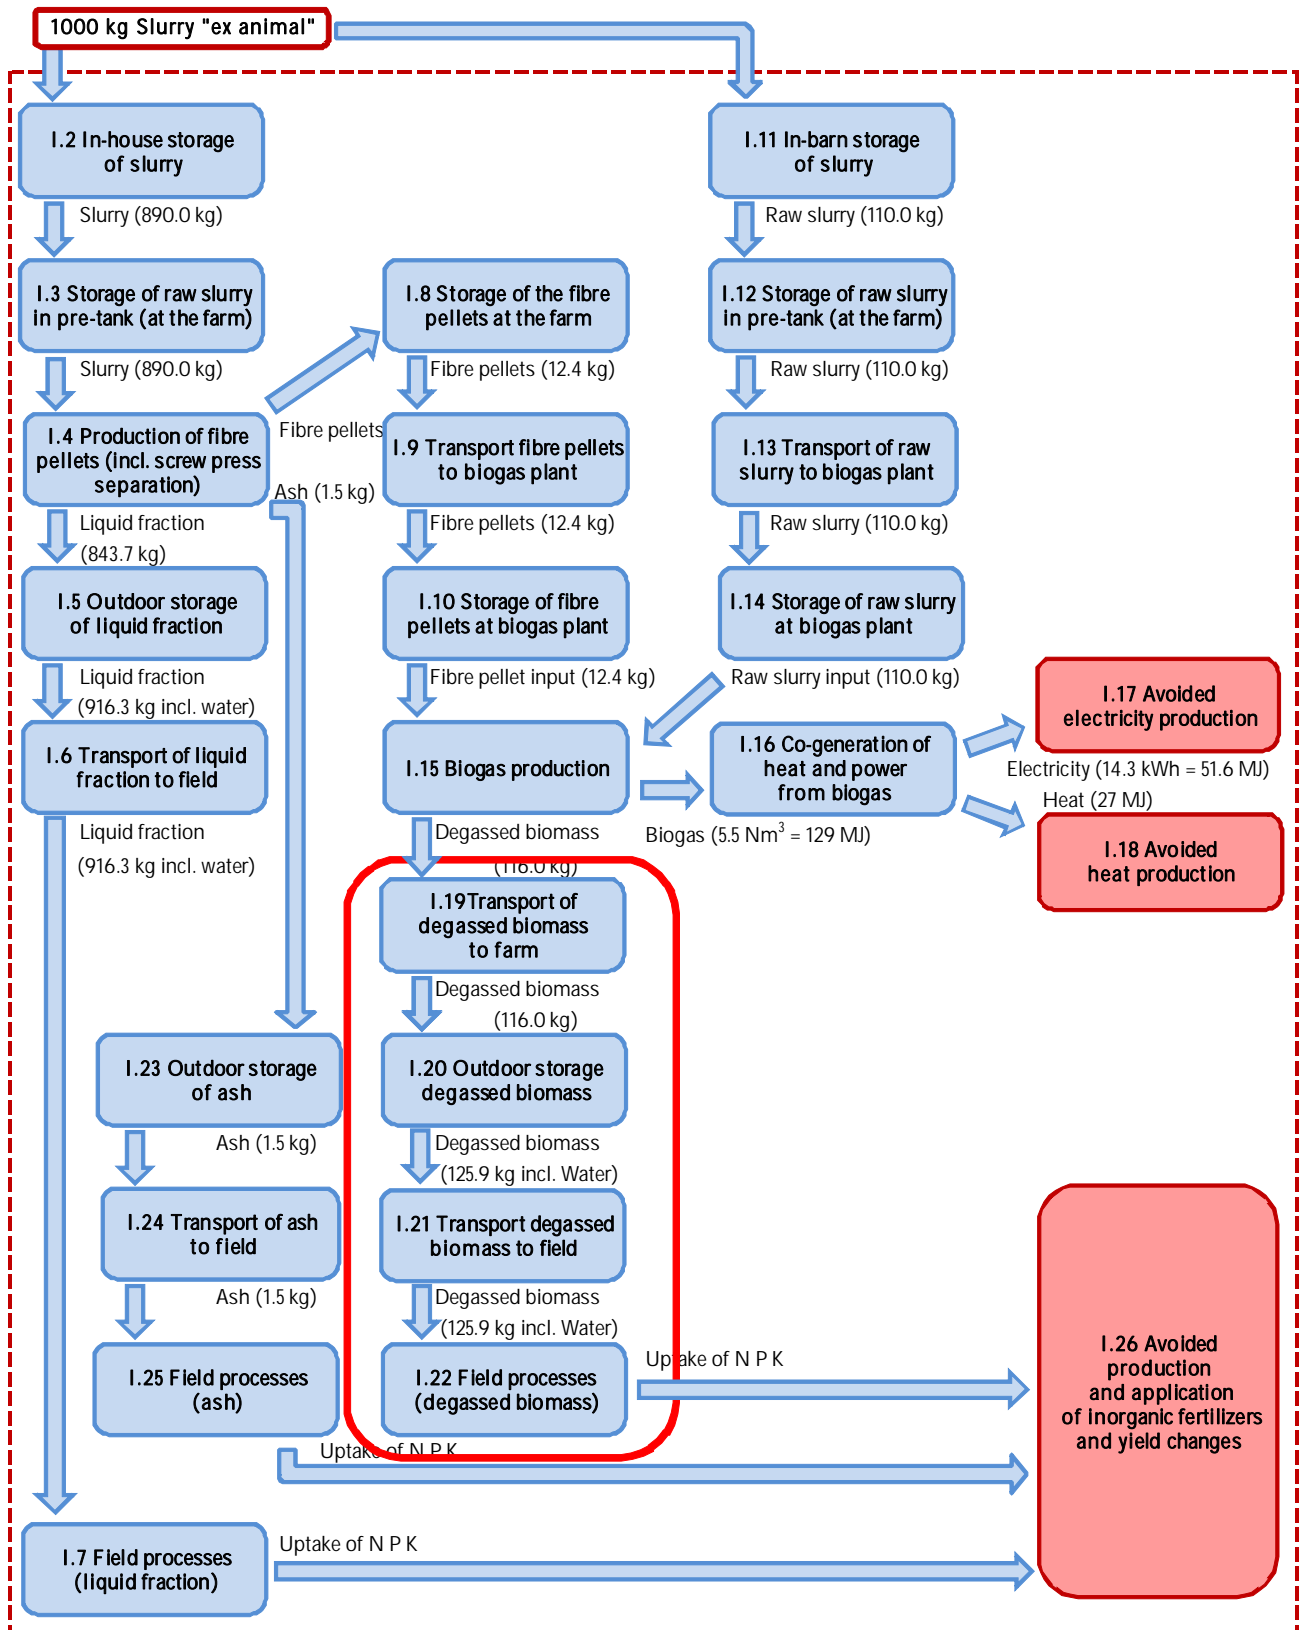 1000 kg Slurry "ex animal"
I.2 In-house storage
of slurry
I.11 In-barn storage
of slurry
Slurry (890.0 kg)
Raw slurry (110.0 kg)
I.3 Storage of raw slurry
in pre-tank (at the farm)
I.8 Storage of the fibre
pellets at the farm
I.12 Storage of raw slurry
in pre-tank (at the farm)
Slurry (890.0 kg)
Fibre pellets (12.4 kg)
Raw slurry (110.0 kg)
I.4 Production of fibre
pellets (incl. screw press
separation)
Fibre pellets
Ash (1.5 kg)
I.9 Transport fibre pellets
to biogas plant
I.13 Transport of raw
slurry to biogas plant
Liquid fraction
(843.7 kg)
Fibre pellets (12.4 kg)
Raw slurry (110.0 kg)
I.5 Outdoor storage
of liquid fraction
I.10 Storage of fibre
pellets at biogas plant
I.14 Storage of raw slurry
at biogas plant
Liquid fraction
(916.3 kg incl. water)
Fibre pellet input (12.4 kg)
Raw slurry input (110.0 kg)
I.17 Avoided
electricity production
I.6 Transport of liquid
fraction to field
I.15 Biogas production
I.16 Co-generation of
heat and power
from biogas
Electricity (14.3 kWh = 51.6 MJ)
Heat (27 MJ)
Liquid fraction
(916.3 kg incl. water)
Degassed biomass
(116.0 kg)
Biogas (5.5 Nm³ = 129 MJ)
I.18 Avoided
heat production
I.19Transport of
degassed biomass
to farm
Degassed biomass
(116.0 kg)
I.23 Outdoor storage
of ash
I.20 Outdoor storage
degassed biomass
Ash (1.5 kg)
Degassed biomass
(125.9 kg incl. Water)
I.24 Transport of ash
to field
I.21 Transport degassed
biomass to field
Ash (1.5 kg)
Degassed biomass
(125.9 kg incl. Water)
I.25 Field processes
(ash)
I.22 Field processes
(degassed biomass)
Uptake of N P K
I.26 Avoided
production
and application
of inorganic fertilizers
and yield changes
Uptake of N P K
I.7 Field processes
(liquid fraction)
Uptake of N P K